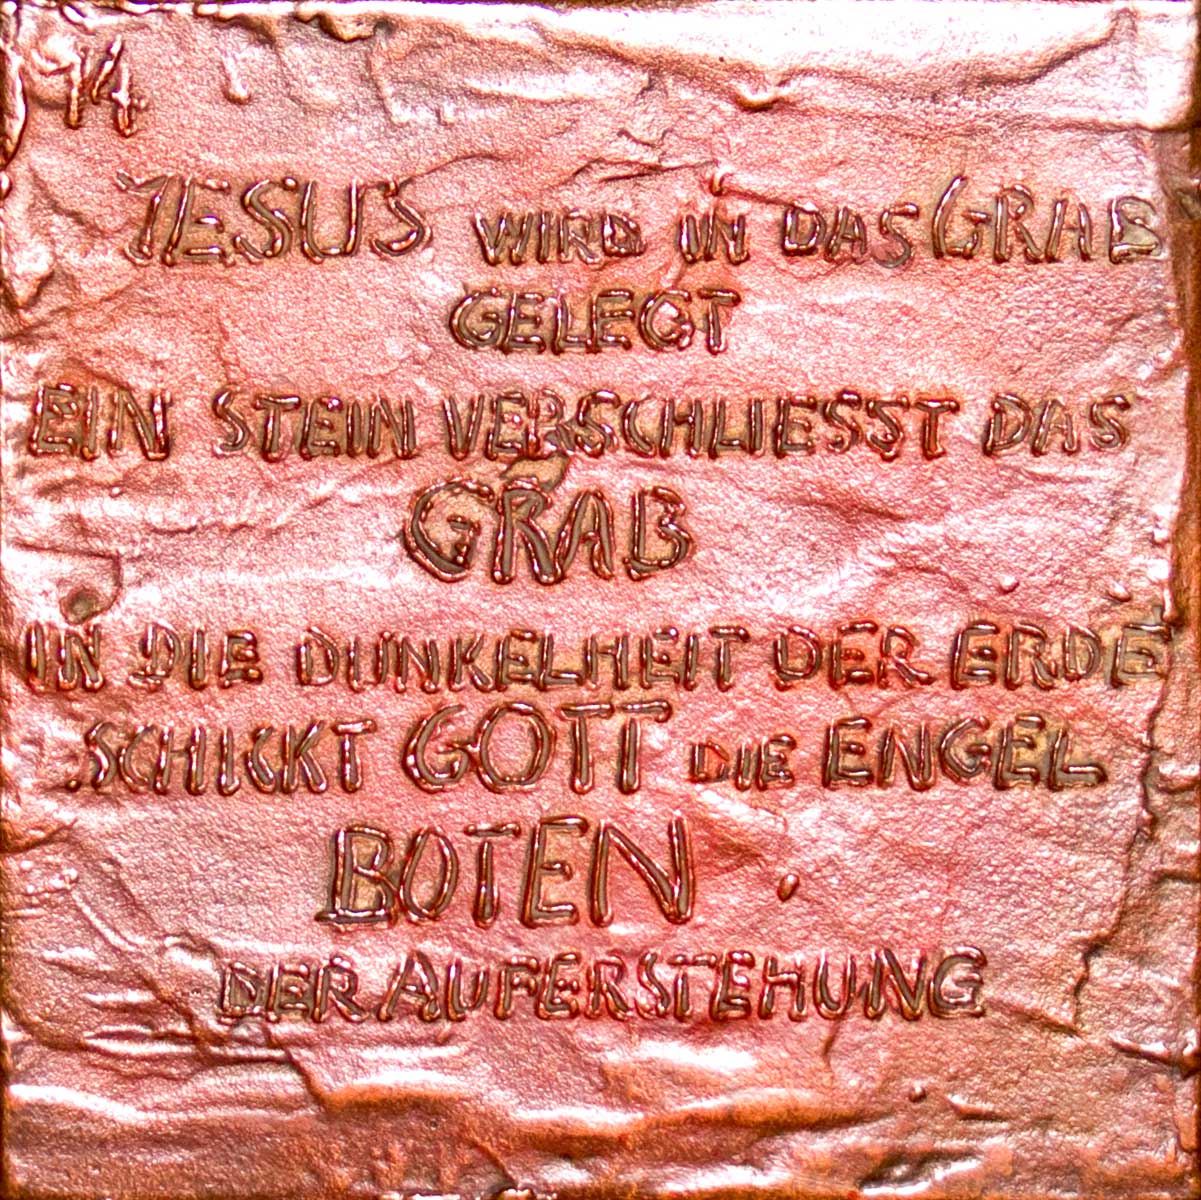 14
JESUS WIRD IN DAS GRAB
GELEGT
EIN STEIN VERSCHLIESST DAS
GRAB
IN DIE DUNKELHEIT DER ERDE
SCHICKT GOTT DIE ENGEL
BOTEN
DER AUFERSTEHUNG